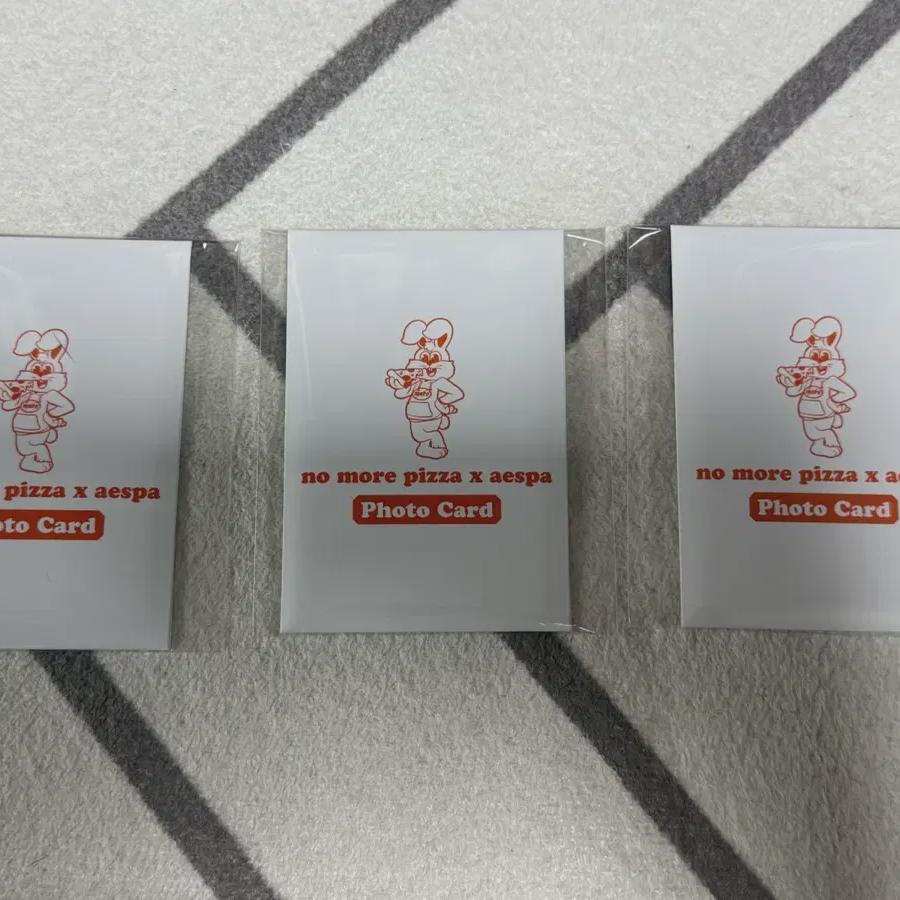 pizza x aespa
oto Card
no more pizza x aespa
Photo Card
no more pizza x ae
Photo Card